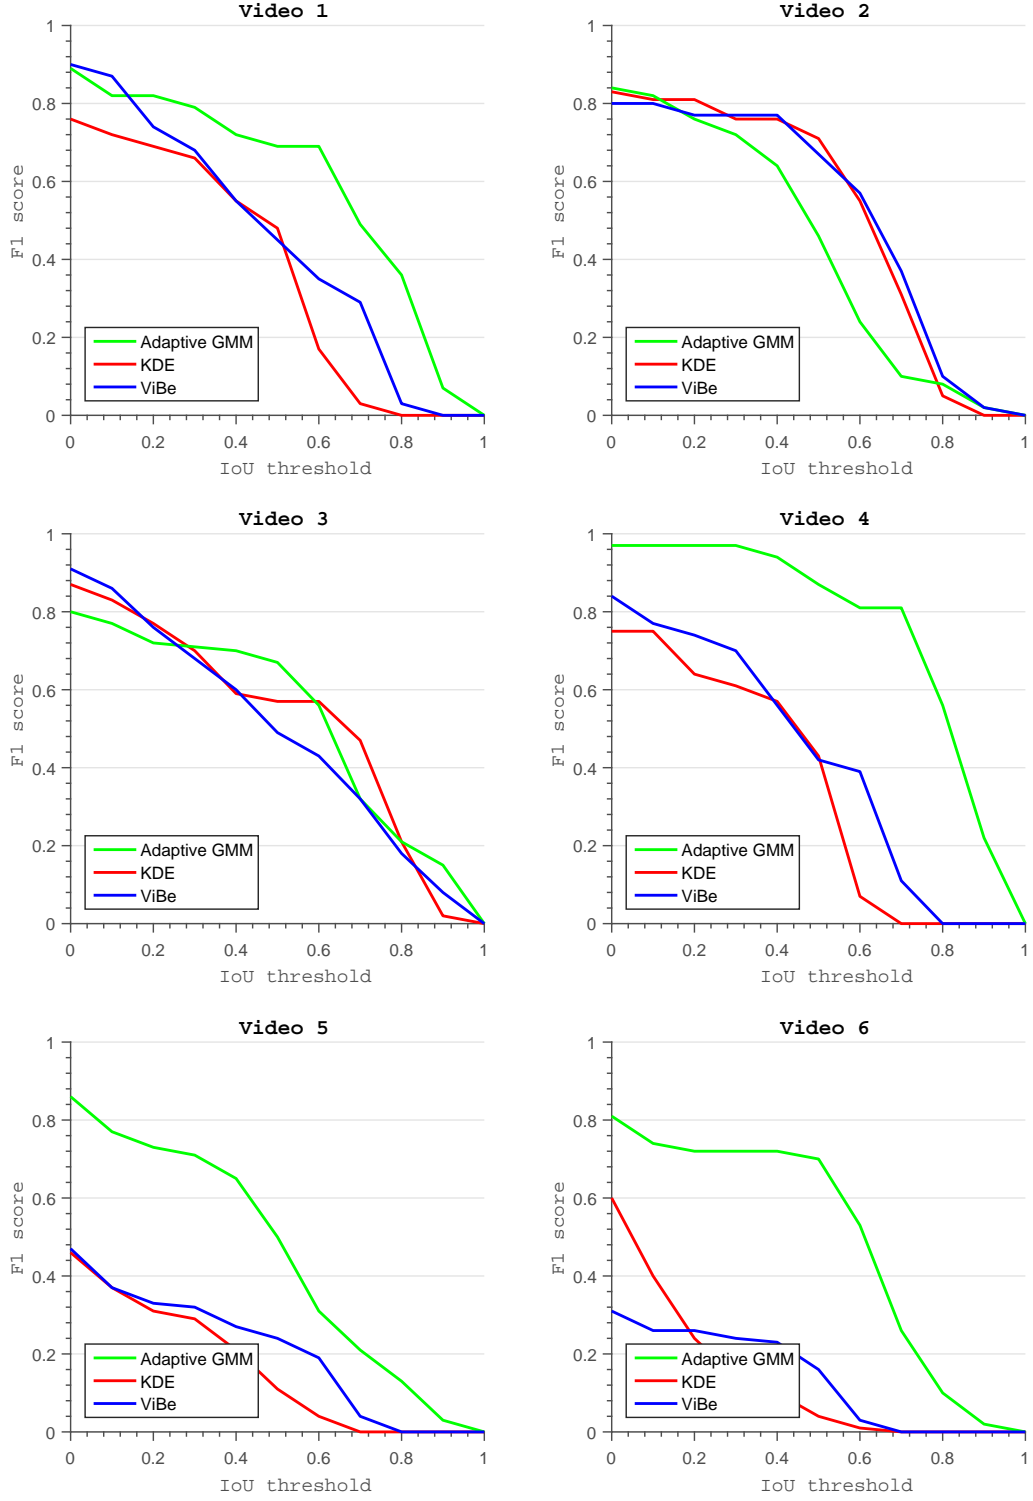 Video 1
1
0.8
0.6
0.4
0.2
0
F1 score
Adaptive GMM
KDE
ViBe
0 0.2 0.4 0.6 0.8 1
IoU threshold
Video 2
1
0.8
0.6
0.4
0.2
0
F1 score
Adaptive GMM
KDE
ViBe
0 0.2 0.4 0.6 0.8 1
IoU threshold
Video 3
1
0.8
0.6
0.4
0.2
0
F1 score
Adaptive GMM
KDE
ViBe
0 0.2 0.4 0.6 0.8 1
IoU threshold
Video 4
1
0.8
0.6
0.4
0.2
0
F1 score
Adaptive GMM
KDE
ViBe
0 0.2 0.4 0.6 0.8 1
IoU threshold
Video 5
1
0.8
0.6
0.4
0.2
0
F1 score
Adaptive GMM
KDE
ViBe
0 0.2 0.4 0.6 0.8 1
IoU threshold
Video 6
1
0.8
0.6
0.4
0.2
0
F1 score
Adaptive GMM
KDE
ViBe
0 0.2 0.4 0.6 0.8 1
IoU threshold